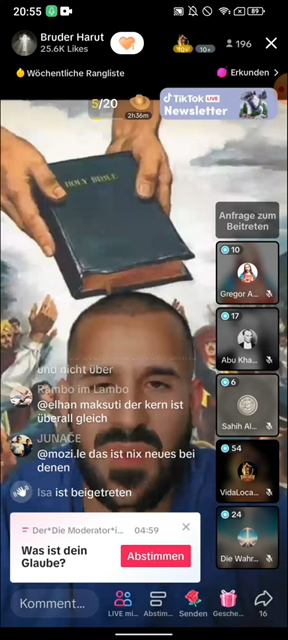 20:55
89
Bruder Harut
25.6K Likes
10+
196
Wöchentliche Rangliste
Erkunden >
5/20
2h36m
TikTok LIVE
Newsletter
HOLY BIBLE
Anfrage zum
Beitreten
10
Gregor A...
17
Abu Kha...
6
Sahih Al...
54
VidaLoca...
24
Die Wahr...
und nicht über
Rambo im Lambo
@elhan maksuti der kern ist
überall gleich
JUNACE
@mozi.le das ist nix neues bei
denen
Isa ist beigetreten
Der*Die Moderator*i... 04:59
Was ist dein
Glaube?
Abstimmen
Komment...
LIVE mi...
Abstim...
Senden
Gesche...
16